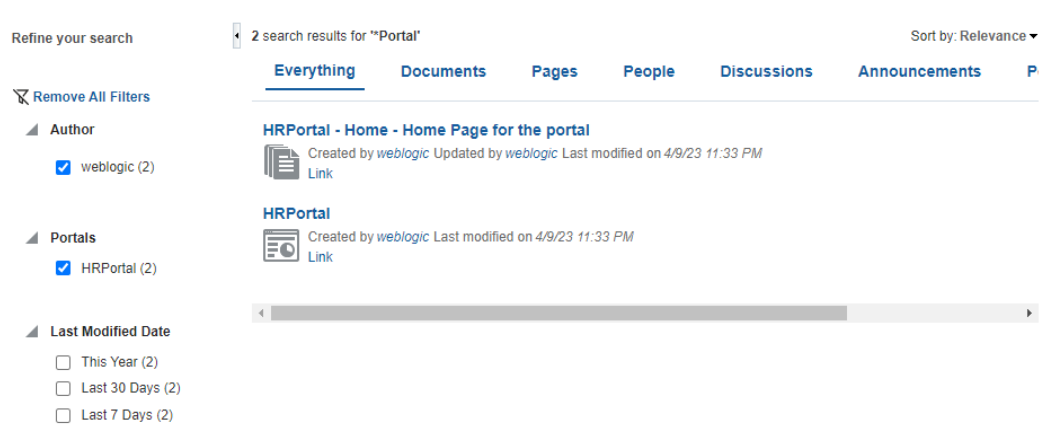 Refine your search
Remove All Filters
Author
weblogic (2)
Portals
HRPortal (2)
Last Modified Date
This Year (2)
Last 30 Days (2)
Last 7 Days (2)
2 search results for '*Portal'
Sort by: Relevance
Everything Documents Pages People Discussions Announcements
HRPortal - Home - Home Page for the portal
Created by weblogic Updated by weblogic Last modified on 4/9/23 11:33 PM
Link
HRPortal
Created by weblogic Last modified on 4/9/23 11:33 PM
Link